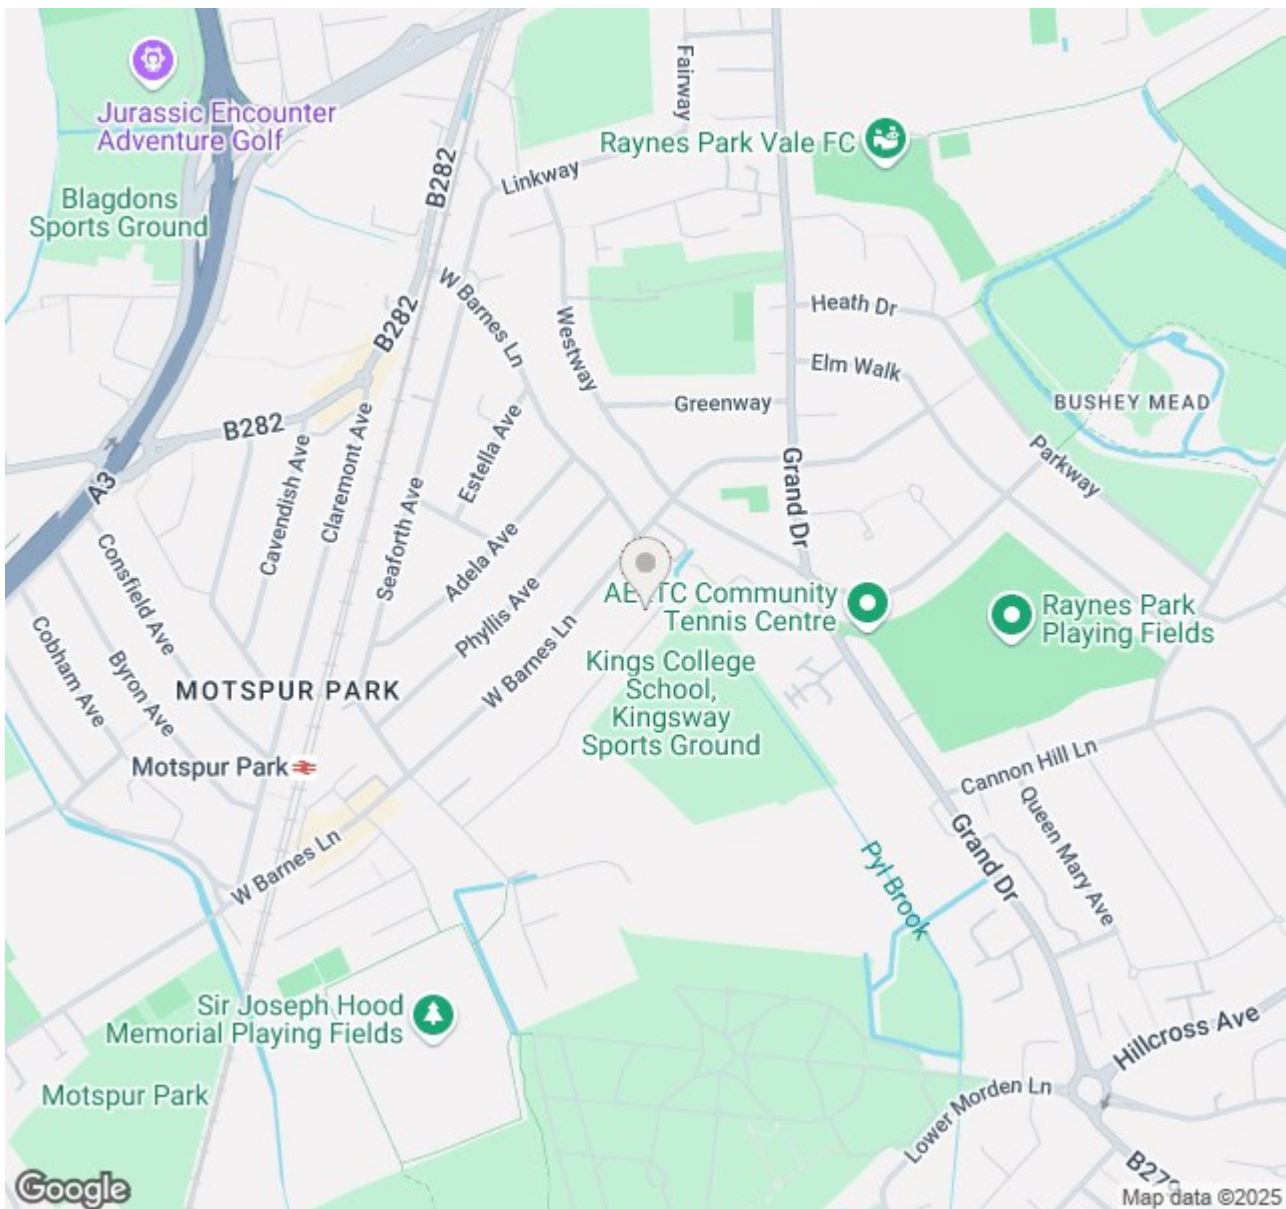 Fairway
Jurassic Encounter
Adventure Golf
Raynes Park Vale FC
B282
Linkway
Blagdons
Sports Ground
W Barnes Ln
Heath Dr
B282
Westway
Elm Walk
Greenway
BUSHEY MEAD
B282
Parkway
Estella Ave
A3
Cavendish Ave
Claremont Ave
Grand Dr
Seaforth Ave
Adela Ave
Consfield Ave
Phyllis Ave
AE
TC Community
Tennis Centre
Raynes Park
Playing Fields
Cobham Ave
Byron Ave
W Barnes Ln
MOTSPUR PARK
Kings College
School,
Kingsway
Sports Ground
Motspur Park
Cannon Hill Ln
Queen Mary Ave
Grand Dr
W Barnes Ln
Pyl Brook
Sir Joseph Hood
Memorial Playing Fields
Hillcross Ave
Motspur Park
Lower Morden Ln
B279
Google
Map data ©2025